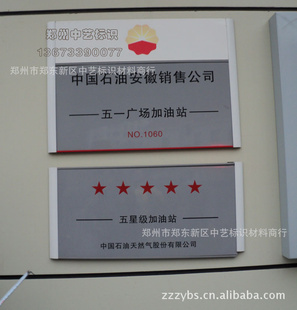 郑州中艺标识
13673390077
郑州市郑东新区中艺标识材料商行
中国石油安徽销售公司
五一广场加油站
NO.1060
五星级加油站
郑州市郑东新区中艺标识材料商行
中国石油天然气股份有限公司
zzzybs.cn.alibaba.com